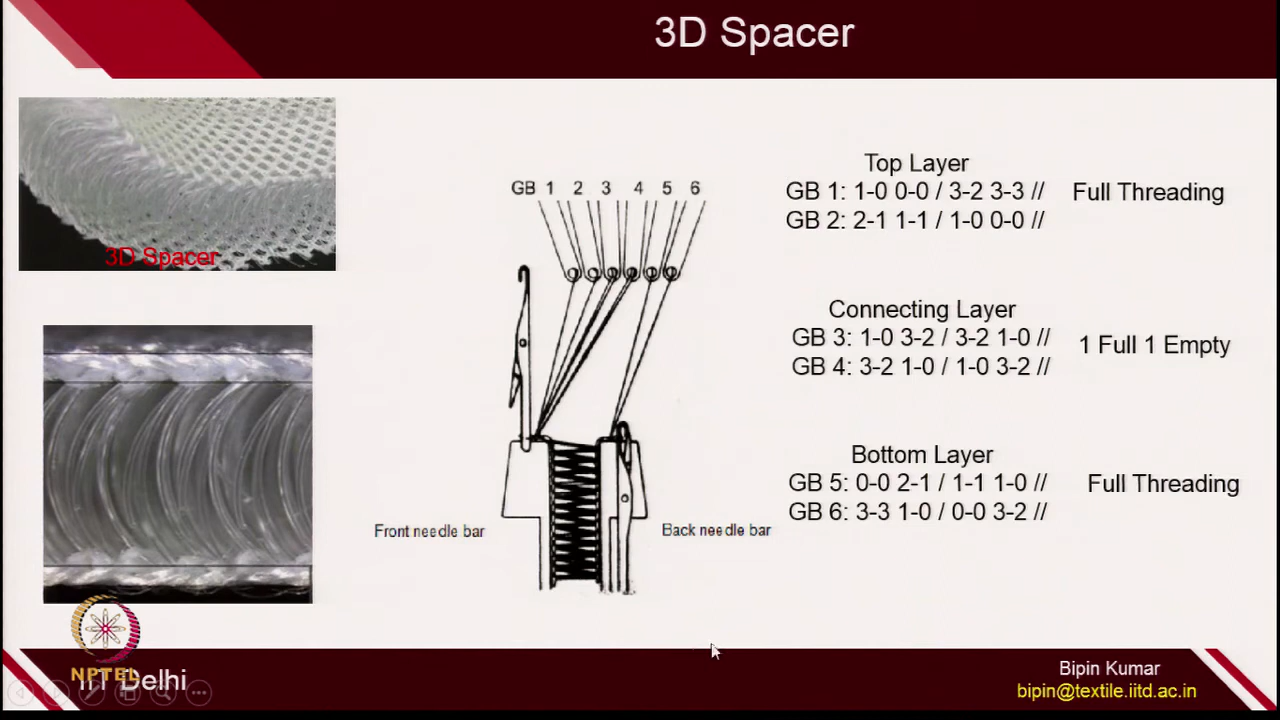 3D Spacer
3D Spacer
GB 1 2 3 4 5 6
Front needle bar
Back needle bar
Top Layer
GB 1: 1-0 0-0 / 3-2 3-3 // Full Threading
GB 2: 2-1 1-1 / 1-0 0-0 //
Connecting Layer
GB 3: 1-0 3-2 / 3-2 1-0 // 1 Full 1 Empty
GB 4: 3-2 1-0 / 1-0 3-2 //
Bottom Layer
GB 5: 0-0 2-1 / 1-1 1-0 // Full Threading
GB 6: 3-3 1-0 / 0-0 3-2 //
NPTEL
IIT Delhi
Bipin Kumar
bipin@textile.iitd.ac.in